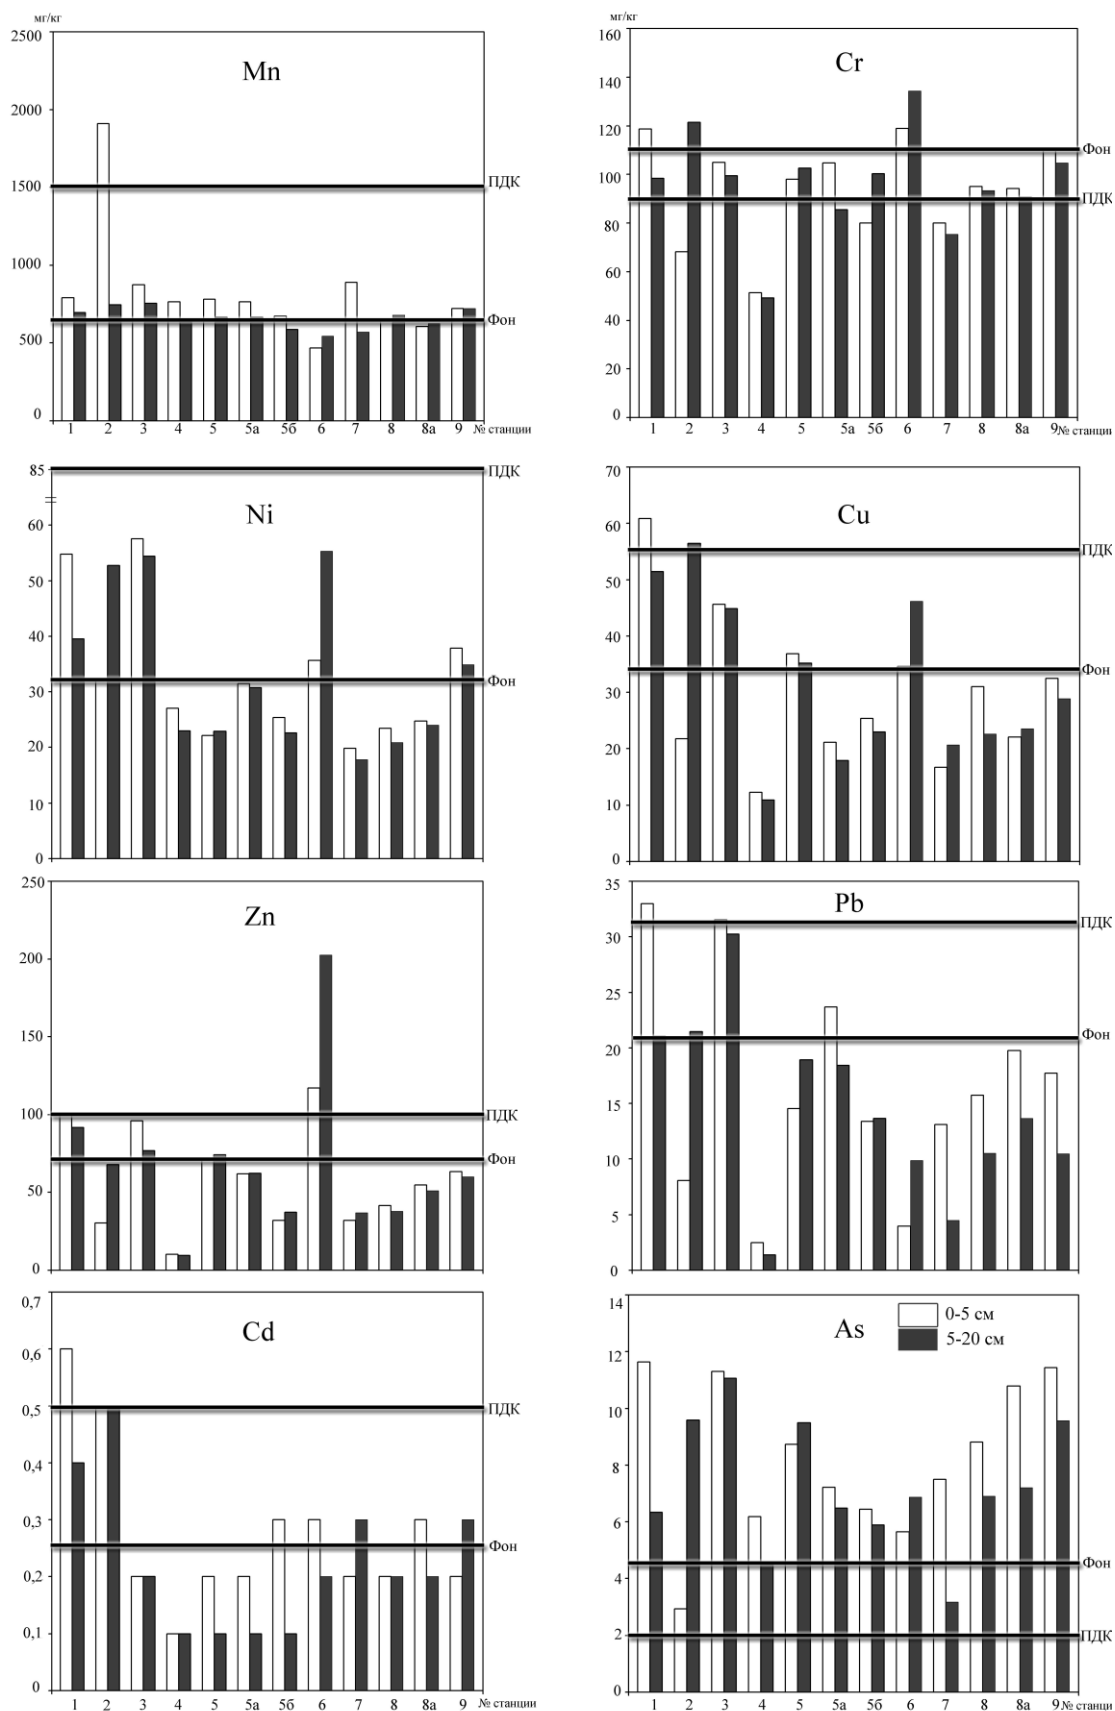 мг/кг
2500
2000
1500
1000
500
0
Mn
ПДК
Фон
1 2 3 4 5 5а 5б 6 7 8 8а 9 № станции
мг/кг
160
140
120
100
80
60
40
20
0
Cr
Фон
ПДК
1 2 3 4 5 5а 5б 6 7 8 8а 9 № станции
85
60
50
40
30
20
10
0
Ni
ПДК
Фон
70
60
50
40
30
20
10
0
Cu
ПДК
Фон
250
200
150
100
50
0
Zn
ПДК
Фон
35
30
25
20
15
10
5
0
Pb
ПДК
Фон
0,7
0,6
0,5
0,4
0,3
0,2
0,1
0
Cd
ПДК
Фон
1 2 3 4 5 5а 5б 6 7 8 8а 9 № станции
14
12
10
8
6
4
2
0
As
0-5 см
5-20 см
Фон
ПДК
1 2 3 4 5 5а 5б 6 7 8 8а 9 № станции